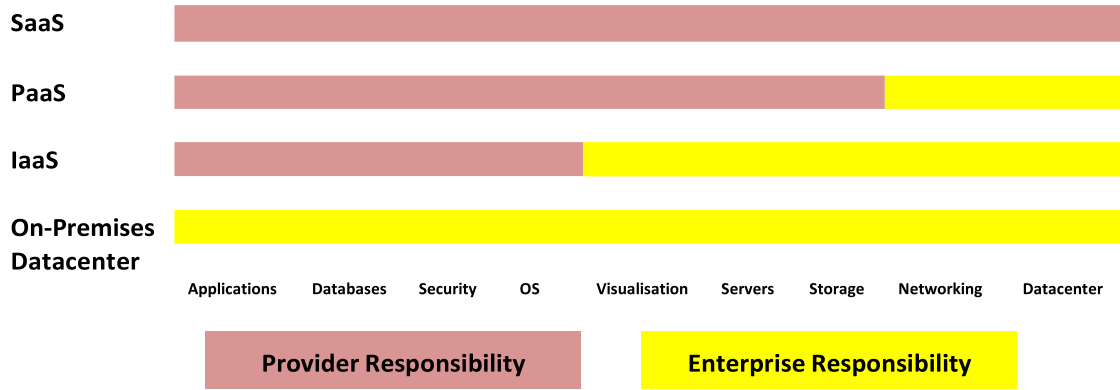 SaaS
PaaS
IaaS
On-Premises
Datacenter
Applications Databases Security OS Visualisation Servers Storage Networking Datacenter
Provider Responsibility Enterprise Responsibility